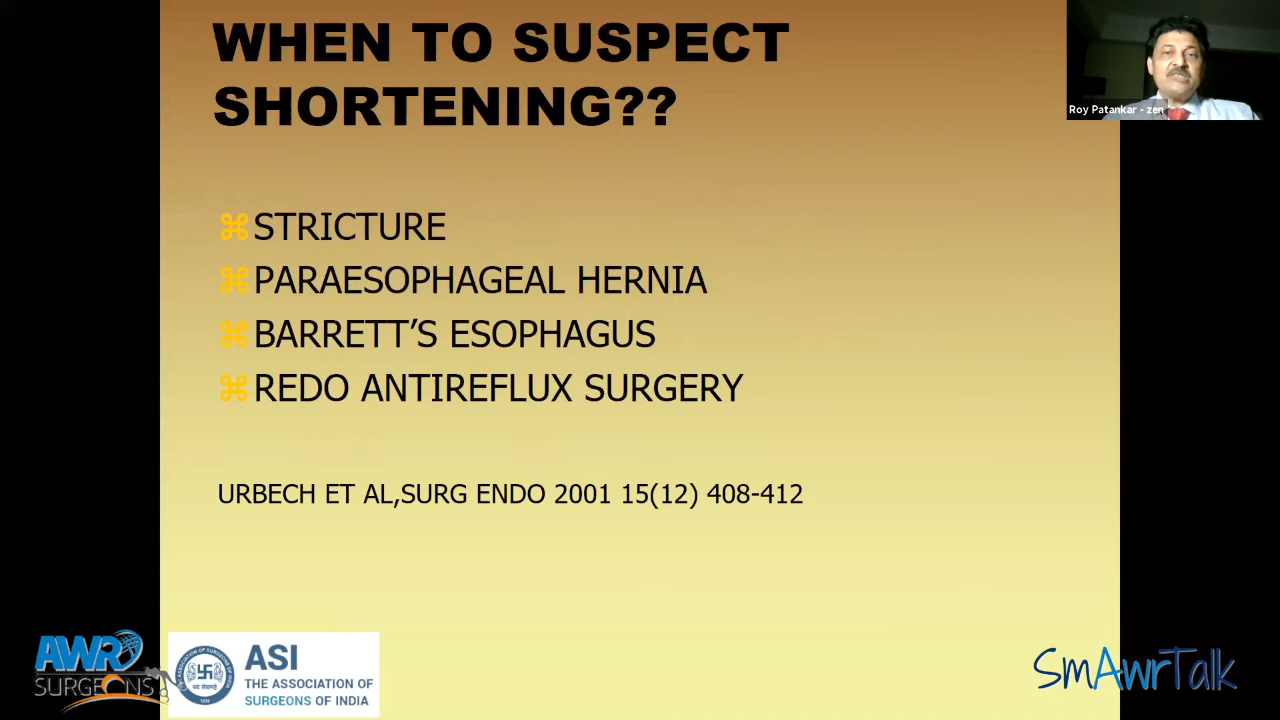 WHEN TO SUSPECT
SHORTENING??
Roy Patankar - zen
⌘STRICTURE
⌘PARAESOPHAGEAL HERNIA
⌘BARRETT’S ESOPHAGUS
⌘REDO ANTIREFLUX SURGERY
URBECH ET AL,SURG ENDO 2001 15(12) 408-412
AWR
SURGEONS
ASI
THE ASSOCIATION OF
SURGEONS OF INDIA
SmAwrTalk